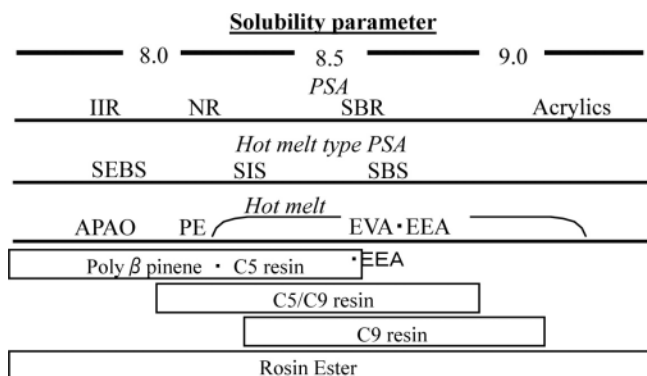 Solubility parameter
8.0 8.5 9.0
PSA
IIR NR SBR Acrylics
Hot melt type PSA
SEBS SIS SBS
Hot melt
APAO PE EVA・EEA
Poly β pinene ・ C5 resin ・EEA
C5/C9 resin
C9 resin
Rosin Ester